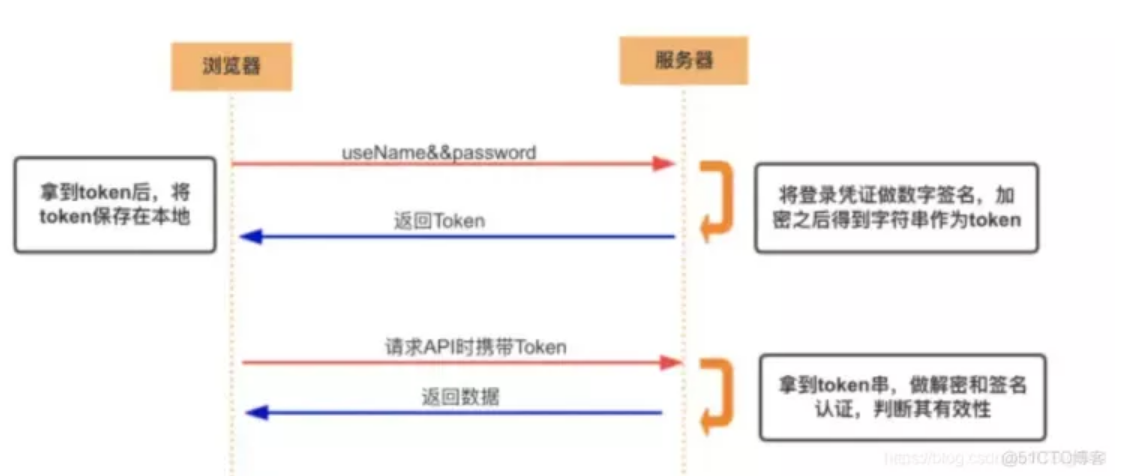 浏览器
服务器
useName&&password
拿到token后，将
token保存在本地
将登录凭证做数字签名，加
密之后得到字符串作为token
返回Token
请求API时携带Token
拿到token串，做解密和签名
认证，判断其有效性
返回数据
@51CTO博客